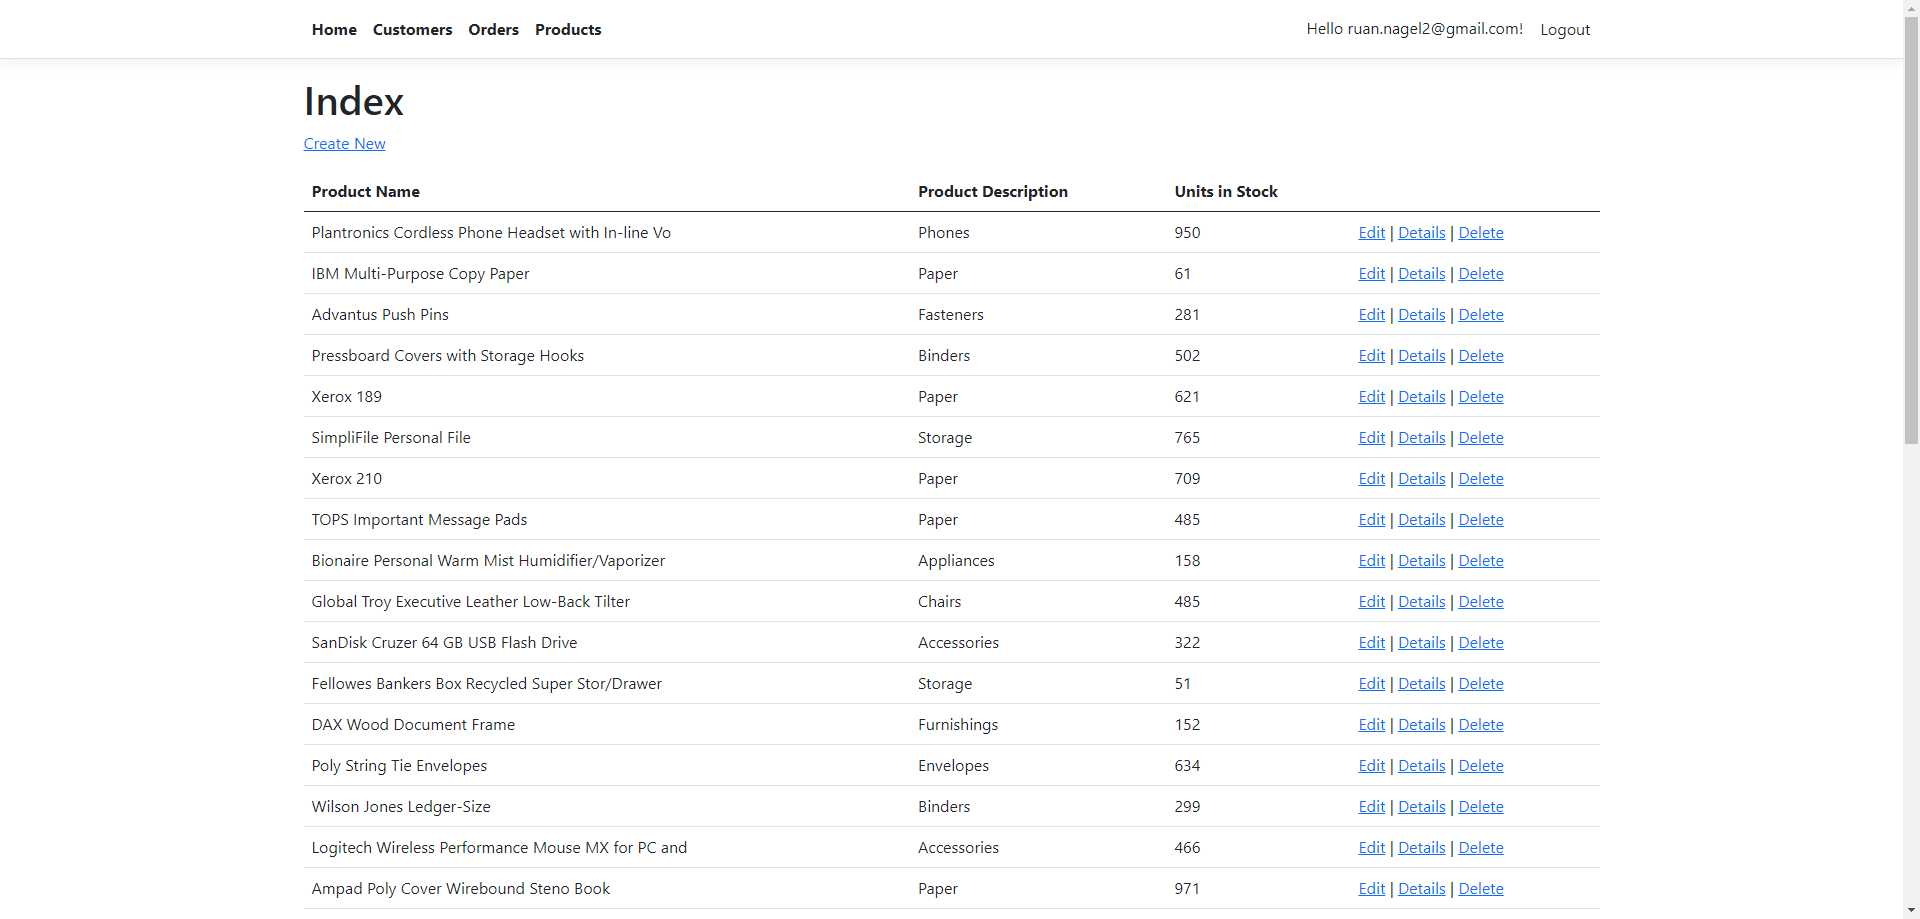 Home Customers Orders Products Hello ruan.nagel2@gmail.com! Logout
Index
Create New
Product Name Product Description Units in Stock
Plantronics Cordless Phone Headset with In-line Vo Phones 950 Edit | Details | Delete
IBM Multi-Purpose Copy Paper Paper 61 Edit | Details | Delete
Advantus Push Pins Fasteners 281 Edit | Details | Delete
Pressboard Covers with Storage Hooks Binders 502 Edit | Details | Delete
Xerox 189 Paper 621 Edit | Details | Delete
SimpliFile Personal File Storage 765 Edit | Details | Delete
Xerox 210 Paper 709 Edit | Details | Delete
TOPS Important Message Pads Paper 485 Edit | Details | Delete
Bionaire Personal Warm Mist Humidifier/Vaporizer Appliances 158 Edit | Details | Delete
Global Troy Executive Leather Low-Back Tilter Chairs 485 Edit | Details | Delete
SanDisk Cruzer 64 GB USB Flash Drive Accessories 322 Edit | Details | Delete
Fellowes Bankers Box Recycled Super Stor/Drawer Storage 51 Edit | Details | Delete
DAX Wood Document Frame Furnishings 152 Edit | Details | Delete
Poly String Tie Envelopes Envelopes 634 Edit | Details | Delete
Wilson Jones Ledger-Size Binders 299 Edit | Details | Delete
Logitech Wireless Performance Mouse MX for PC and Accessories 466 Edit | Details | Delete
Ampad Poly Cover Wirebound Steno Book Paper 971 Edit | Details | Delete